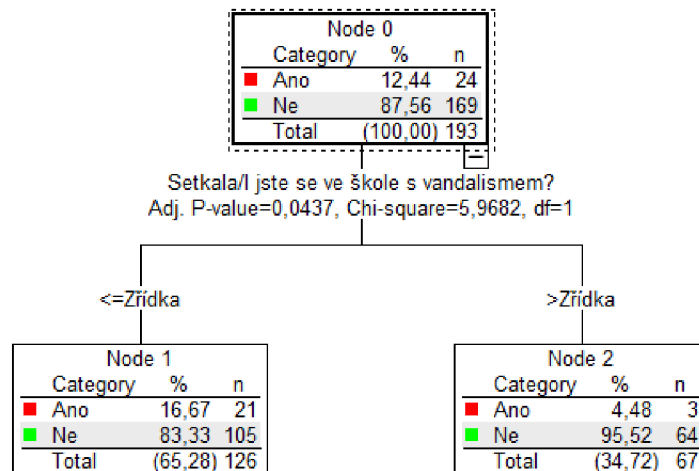 Node 0
Category % n
Ano 12,44 24
Ne 87,56 169
Total (100,00) 193
Setkala/l jste se ve škole s vandalismem?
Adj. P-value=0,0437, Chi-square=5,9682, df=1
<=Zřídka
>Zřídka
Node 1
Category % n
Ano 16,67 21
Ne 83,33 105
Total (65,28) 126
Node 2
Category % n
Ano 4,48 3
Ne 95,52 64
Total (34,72) 67